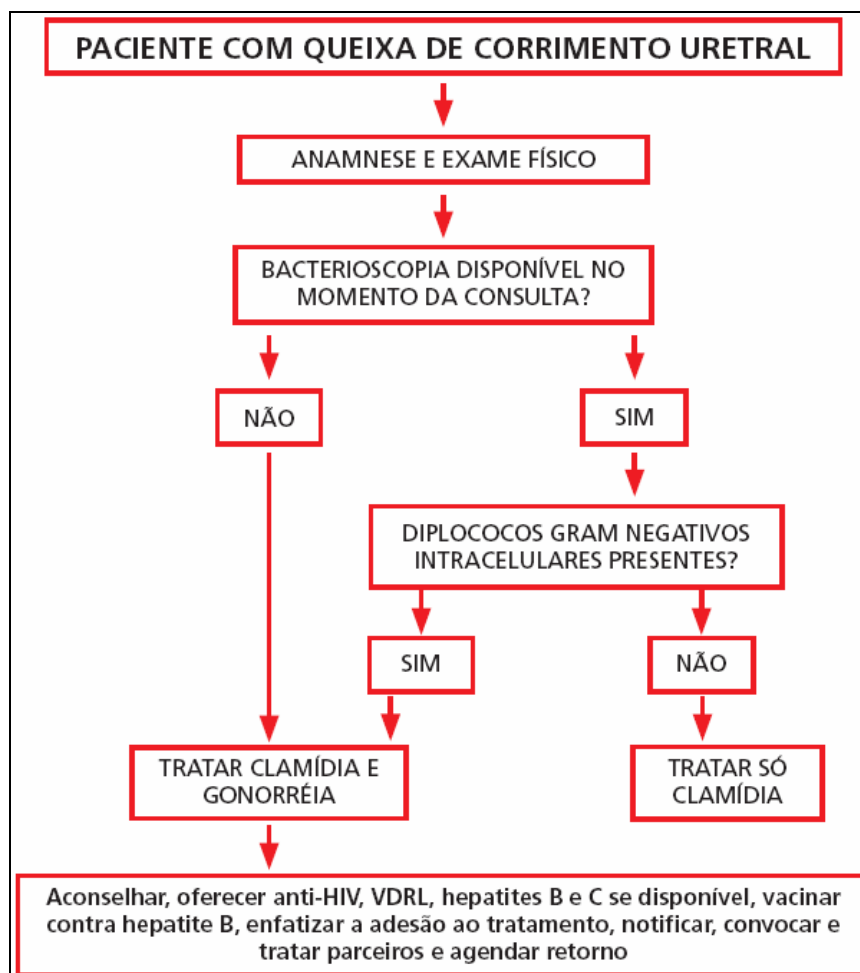 PACIENTE COM QUEIXA DE CORRIMENTO URETRAL
ANAMNESE E EXAME FÍSICO
BACTERIOSCOPIA DISPONÍVEL NO
MOMENTO DA CONSULTA?
NÃO
SIM
DIPLOCOCOS GRAM NEGATIVOS
INTRACELULARES PRESENTES?
SIM
NÃO
TRATAR CLAMÍDIA E
GONORRÉIA
TRATAR SÓ
CLAMÍDIA
Aconselhar, oferecer anti-HIV, VDRL, hepatites B e C se disponível, vacinar
contra hepatite B, enfatizar a adesão ao tratamento, notificar, convocar e
tratar parceiros e agendar retorno